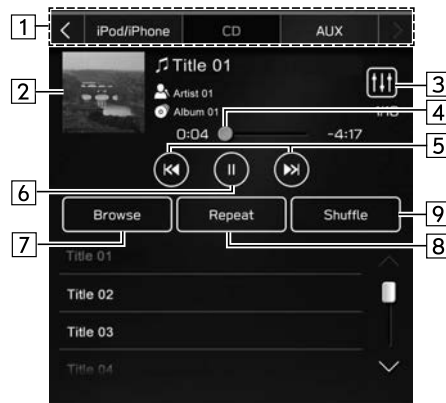 1 iPod/iPhone CD AUX
2 Title 01 3
Artist 01 4
Album 01
0:04 -4:17 5
6
Browse Repeat Shuffle 9
7 8
Title 01
Title 02
Title 03
Title 04